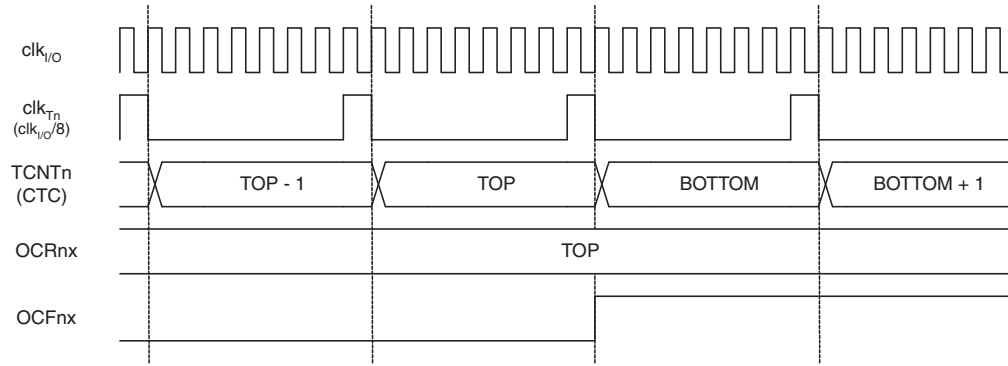 clkI/O
clkTn
(clkI/O/8)
TCNTn
(CTC)
TOP - 1
TOP
BOTTOM
BOTTOM + 1
OCRnx
TOP
OCFnx